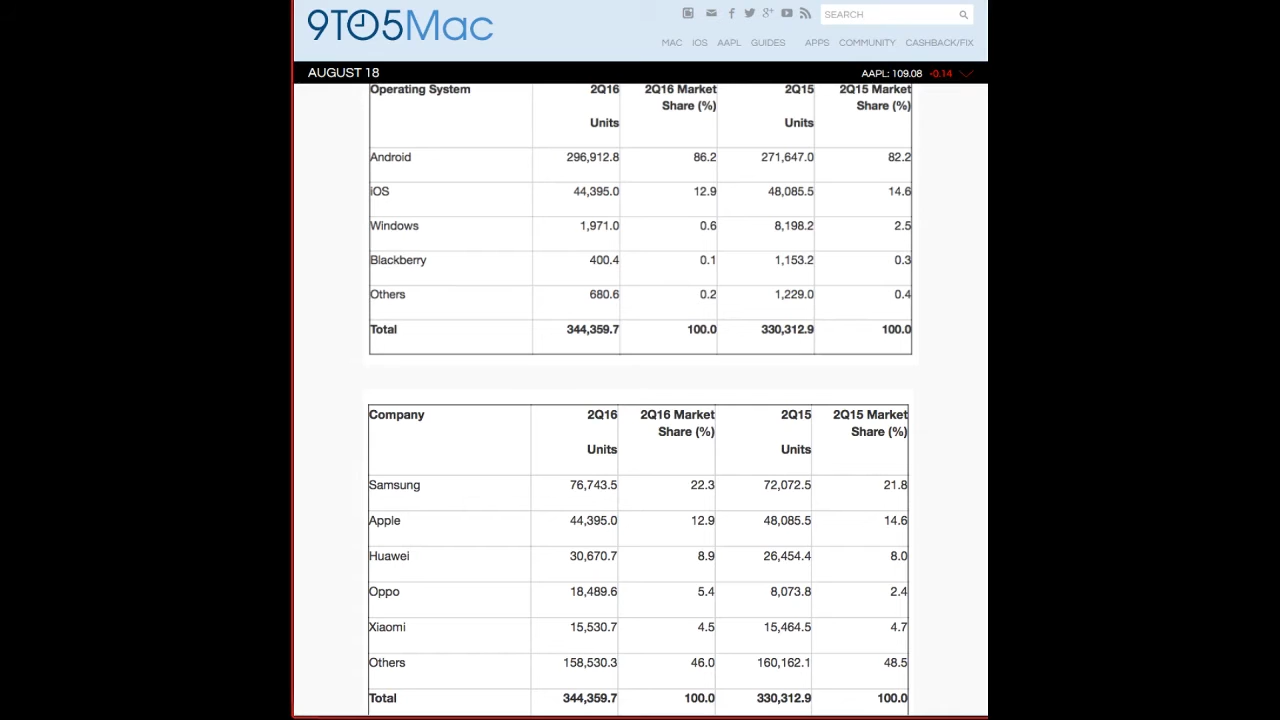 9TO5Mac
SEARCH
MAC IOS AAPL GUIDES APPS COMMUNITY CASHBACK/FIX
AUGUST 18 AAPL: 109.08 -0.14
Operating System 2Q16 2Q16 Market 2Q15 2Q15 Market
Share (%) Share (%)
Units Units
Android 296,912.8 86.2 271,647.0 82.2
iOS 44,395.0 12.9 48,085.5 14.6
Windows 1,971.0 0.6 8,198.2 2.5
Blackberry 400.4 0.1 1,153.2 0.3
Others 680.6 0.2 1,229.0 0.4
Total 344,359.7 100.0 330,312.9 100.0
Company 2Q16 2Q16 Market 2Q15 2Q15 Market
Share (%) Share (%)
Units Units
Samsung 76,743.5 22.3 72,072.5 21.8
Apple 44,395.0 12.9 48,085.5 14.6
Huawei 30,670.7 8.9 26,454.4 8.0
Oppo 18,489.6 5.4 8,073.8 2.4
Xiaomi 15,530.7 4.5 15,464.5 4.7
Others 158,530.3 46.0 160,162.1 48.5
Total 344,359.7 100.0 330,312.9 100.0